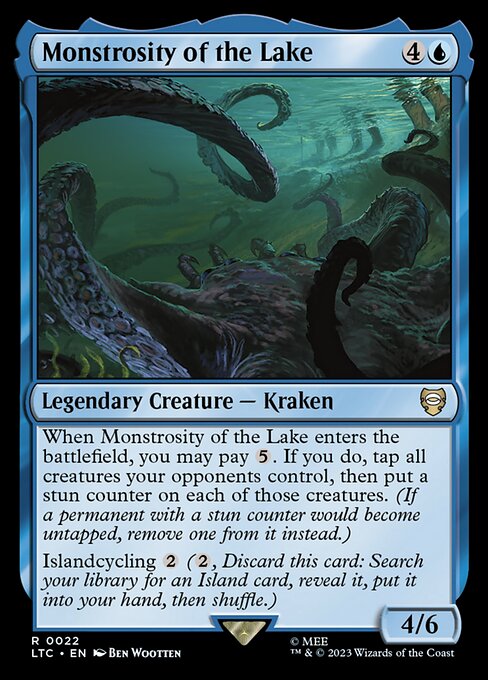 Monstrosity of the Lake 4
Legendary Creature — Kraken
When Monstrosity of the Lake enters the
battlefield, you may pay 5. If you do, tap all
creatures your opponents control, then put
a stun counter on each of those creatures. (If
a permanent with a stun counter would become
untapped, remove one from it instead.)
Islandcycling 2 (2, Discard this card: Search
your library for an Island card, reveal it, put it
into your hand, then shuffle.)
4/6
R 0022
LTC • EN Ben Wootten
© MEE
™ & © 2023 Wizards of the Coast